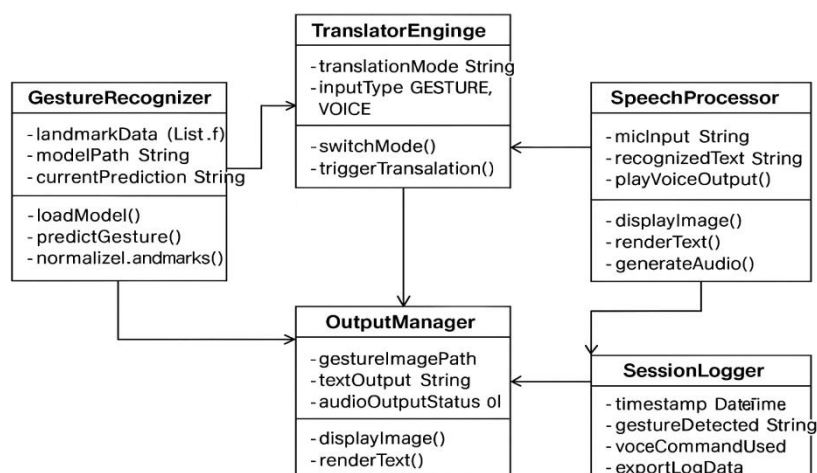 TranslatorEnginge
-translationMode String
-inputType GESTURE,
VOICE
-switchMode()
-triggerTransalation()
GestureRecognizer
-landmarkData (List.f)
-modelPath String
-currentPrediction String
-loadModel()
-predictGesture()
-normalizel.andmarks()
SpeechProcessor
-micInput String
-recognizedText String
-playVoiceOutput()
-displayImage()
-renderText()
-generateAudio()
OutputManager
-gestureImagePath
-textOutput String
-audioOutputStatus ol
-displayImage()
-renderText()
SessionLogger
-timestamp DateTime
-gestureDetected String
-voceCommandUsed
-exportLogData